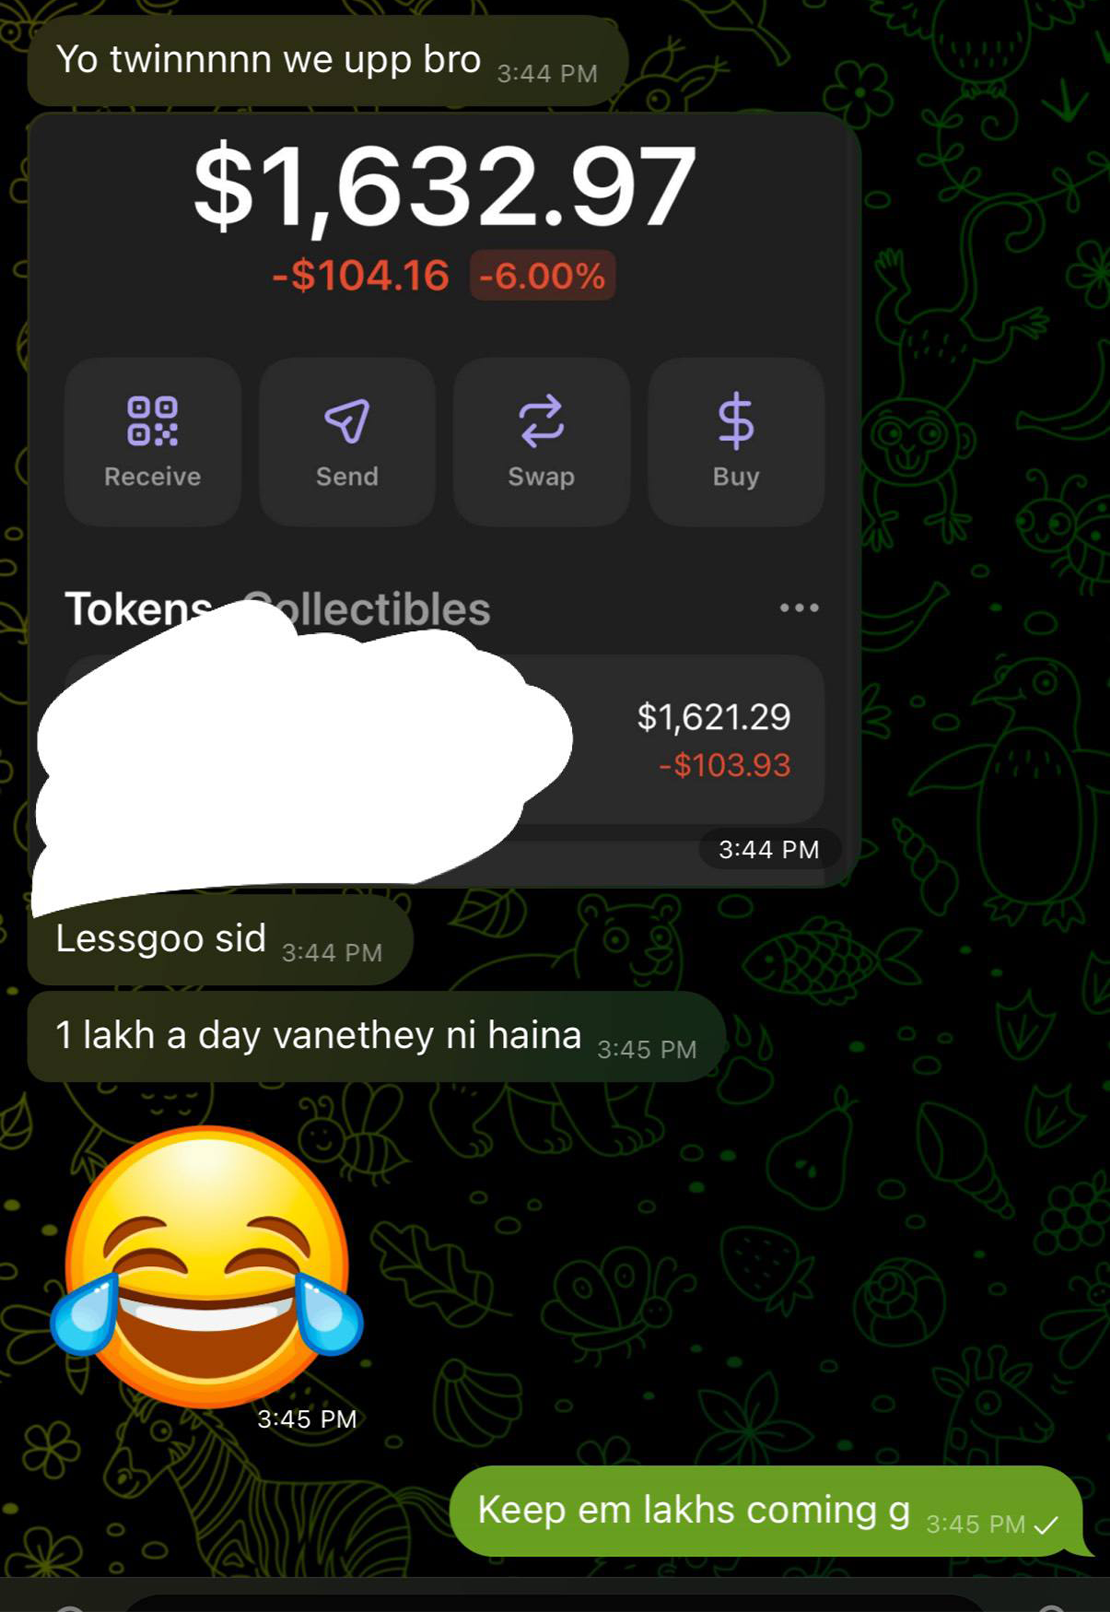 Yo twinnnnn we upp bro 3:44 PM
$1,632.97
-$104.16 -6.00%
Receive Send Swap Buy
Tokens Collectibles
$1,621.29
-$103.93
3:44 PM
Lessgoo sid 3:44 PM
1 lakh a day vanethey ni haina 3:45 PM
3:45 PM
Keep em lakhs coming g 3:45 PM